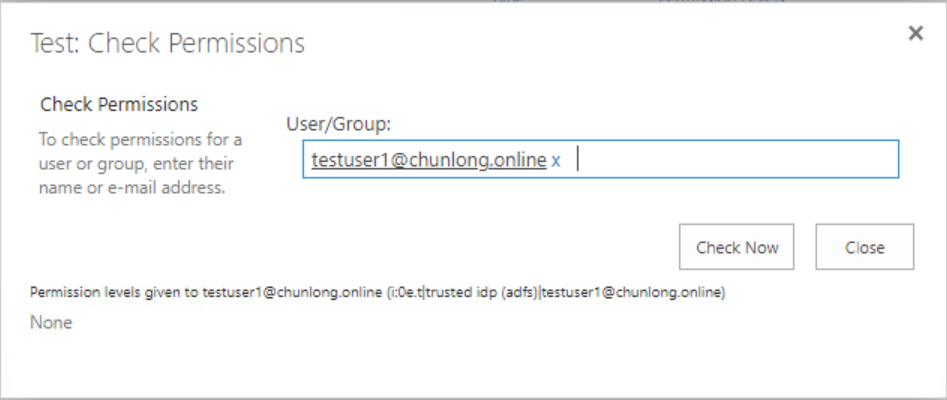 Test: Check Permissions
Check Permissions
To check permissions for a
user or group, enter their
name or e-mail address.
User/Group:
testuser1@chunlong.online x
Check Now
Close
Permission levels given to testuser1@chunlong.online (i:0e.t|trusted idp (adfs)|testuser1@chunlong.online)
None